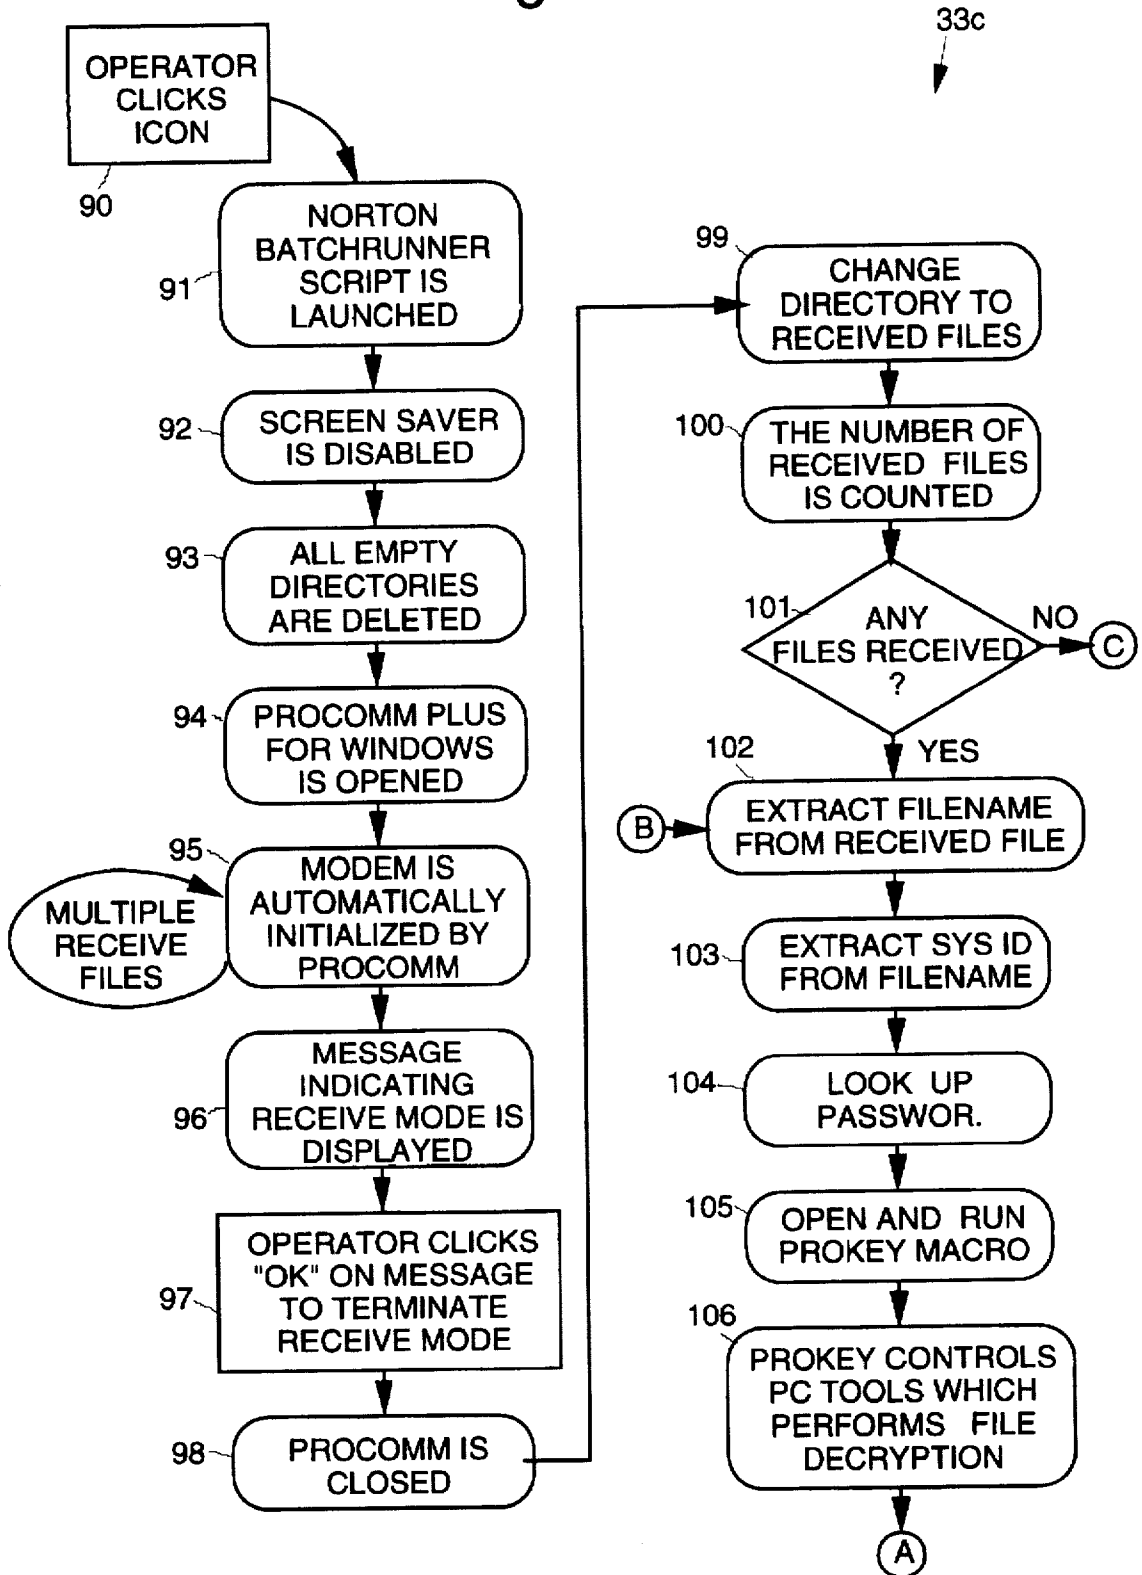 33c
OPERATOR
CLICKS
ICON
90
NORTON
BATCHRUNNER
SCRIPT IS
LAUNCHED
91
SCREEN SAVER
IS DISABLED
92
ALL EMPTY
DIRECTORIES
ARE DELETED
93
PROCOMM PLUS
FOR WINDOWS
IS OPENED
94
MODEM IS
AUTOMATICALLY
INITIALIZED BY
PROCOMM
95
MULTIPLE
RECEIVE
FILES
MESSAGE
INDICATING
RECEIVE MODE IS
DISPLAYED
96
OPERATOR CLICKS
"OK" ON MESSAGE
TO TERMINATE
RECEIVE MODE
97
PROCOMM IS
CLOSED
98
99
CHANGE
DIRECTORY TO
RECEIVED FILES
100
THE NUMBER OF
RECEIVED FILES
IS COUNTED
101
ANY
FILES RECEIVED
?
NO
C
YES
102
B
EXTRACT FILENAME
FROM RECEIVED FILE
103
EXTRACT SYS ID
FROM FILENAME
104
LOOK UP
PASSWOR.
105
OPEN AND RUN
PROKEY MACRO
106
PROKEY CONTROLS
PC TOOLS WHICH
PERFORMS FILE
DECRYPTION
A